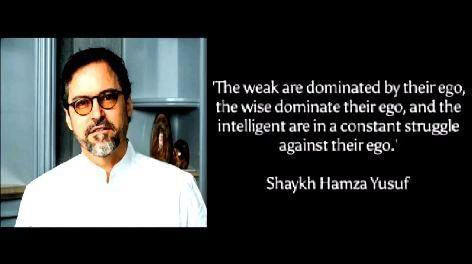 'The weak are dominated by their ego,
the wise dominate their ego, and the
intelligent are in a constant struggle
against their ego.'
Shaykh Hamza Yusuf